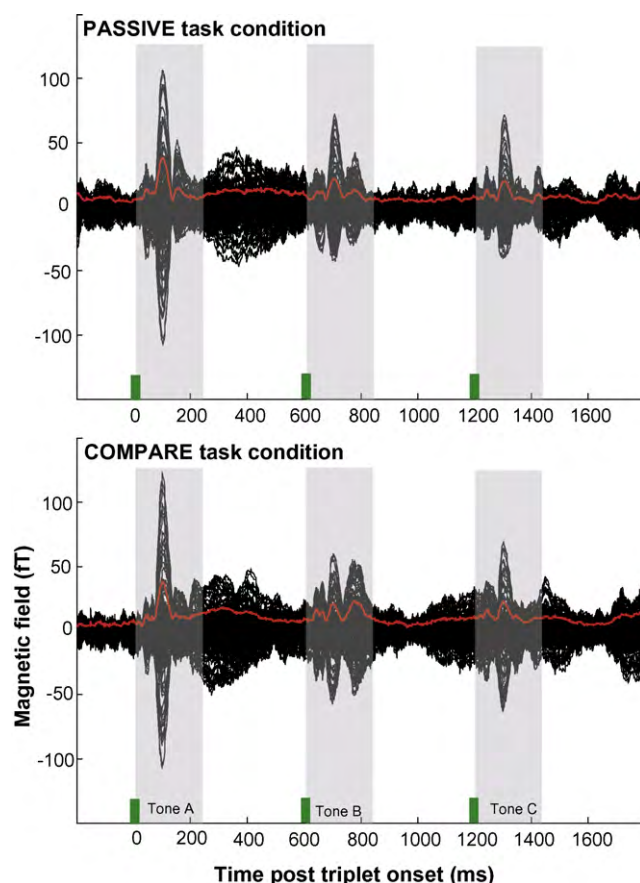 PASSIVE task condition
100
50
0
-50
-100
0 200 400 600 800 1000 1200 1400 1600
COMPARE task condition
100
50
0
-50
-100
Magnetic field (fT)
Tone A Tone B Tone C
0 200 400 600 800 1000 1200 1400 1600
Time post triplet onset (ms)